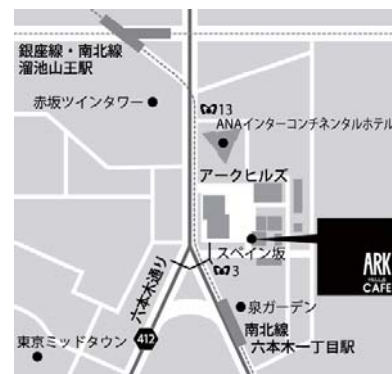 銀座線・南北線
溜池山王駅
赤坂ツインタワー
13
ANAインターコンチネンタルホテル
アークヒルズ
スペイン坂
ARK
HILLS
CAFE
3
六本木通り
泉ガーデン
南北線
六本木一丁目駅
412
東京ミッドタウン